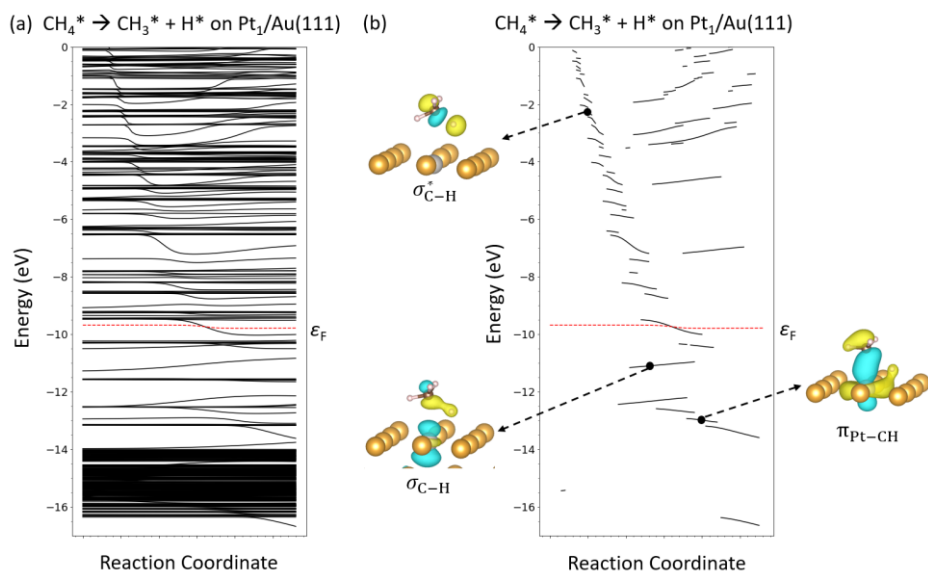 (a) CH₄* → CH₃* + H* on Pt₁/Au(111)
0
−2
−4
−6
−8
−10
−12
−14
−16
Energy (eV)
Reaction Coordinate
εF
(b) CH₄* → CH₃* + H* on Pt₁/Au(111)
0
−2
−4
−6
−8
−10
−12
−14
−16
Energy (eV)
Reaction Coordinate
εF
σ*C−H
σC−H
πPt−CH